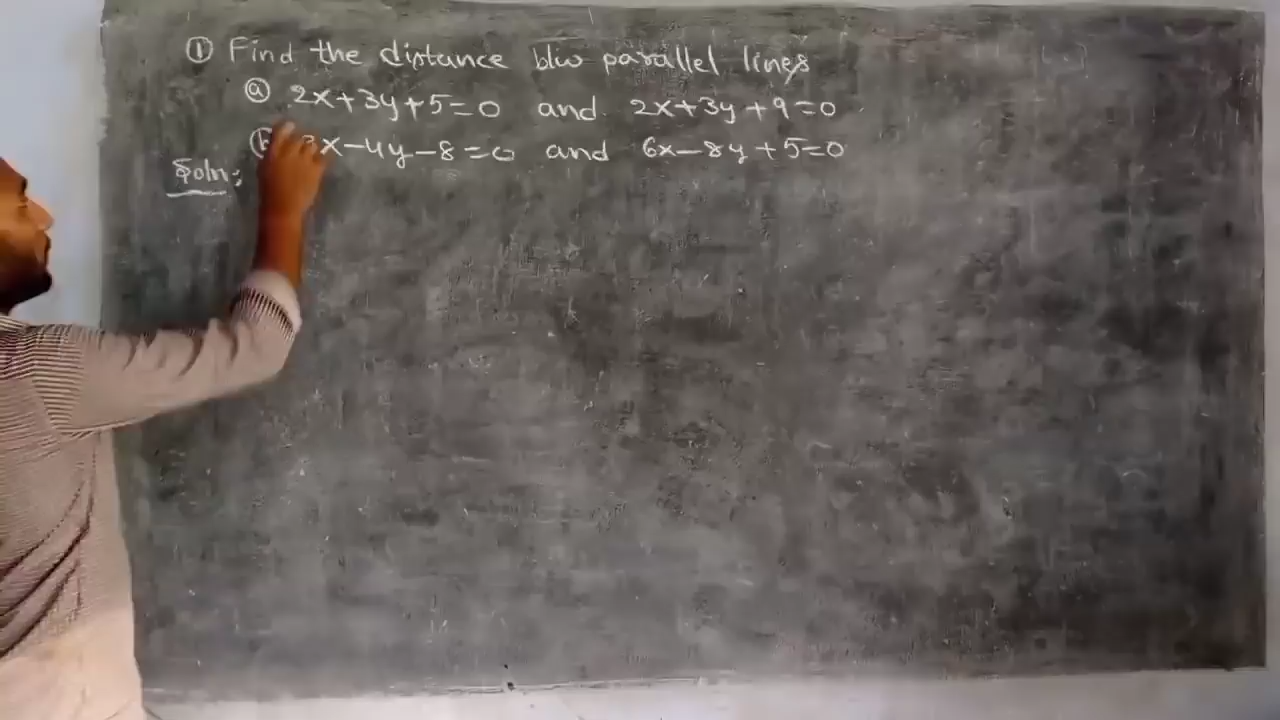 ① Find the distance b/w parallel lines
ⓐ 2x+3y+5=0 and 2x+3y+9=0
ⓑ 3x-4y-8=0 and 6x-8y+5=0
Soln: